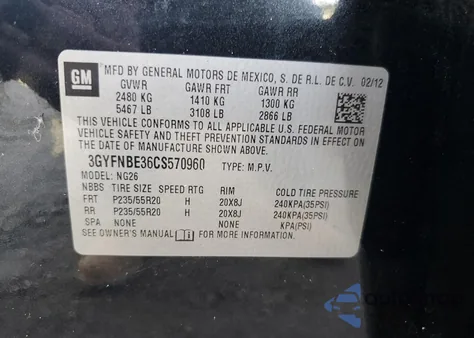 GM
MFD BY GENERAL MOTORS DE MEXICO, S. DE R.L. DE C.V. 02/12
GVWR GAWR FRT GAWR RR
2480 KG 1410 KG 1300 KG
5467 LB 3108 LB 2866 LB
THIS VEHICLE CONFORMS TO ALL APPLICABLE U.S. FEDERAL MOTOR
VEHICLE SAFETY AND THEFT PREVENTION STANDARDS IN EFFECT ON
THE DATE OF MANUFACTURE SHOWN ABOVE.
3GYFNBE36CS570960 TYPE: M.P.V.
MODEL: NG26
NBBS TIRE SIZE SPEED RTG RIM COLD TIRE PRESSURE
FRT P235/55R20 H 20X8J 240KPA(35PSI)
RR P235/55R20 H 20X8J 240KPA(35PSI)
SPA NONE NONE KPA(PSI)
SEE OWNER'S MANUAL FOR MORE INFORMATION.